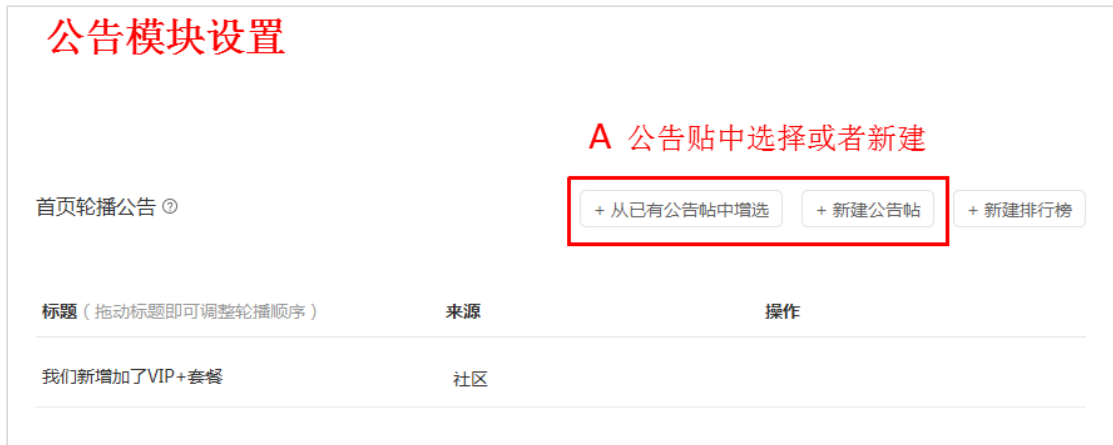 公告模块设置
A 公告贴中选择或者新建
首页轮播公告 ?
+ 从已有公告帖中增选 + 新建公告帖 + 新建排行榜
标题（拖动标题即可调整轮播顺序） 来源 操作
我们新增加了VIP+套餐 社区